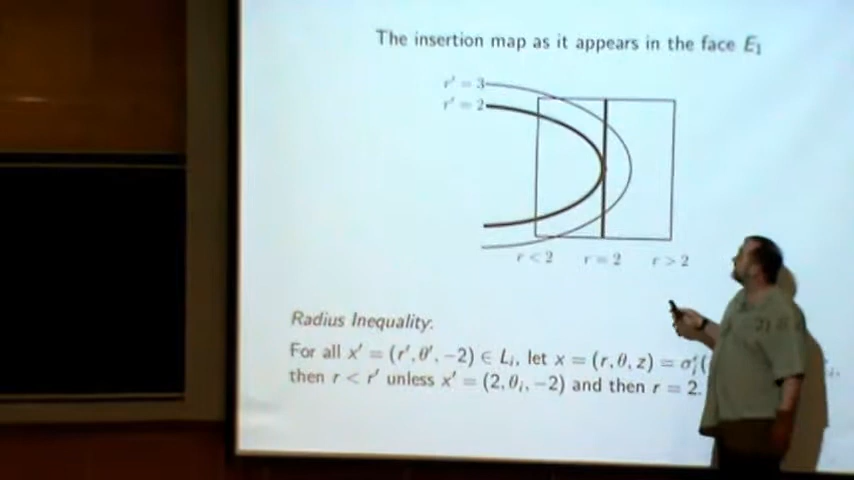 The insertion map as it appears in the face E₁
r′ = 3
r′ = 2
r < 2 r = 2 r > 2
Radius Inequality:
For all x′ = (r′, θ′, −2) ∈ Lᵢ, let x = (r, θ, z) =
then r < r′ unless x′ = (2, θᵢ, −2) and then r = 2.